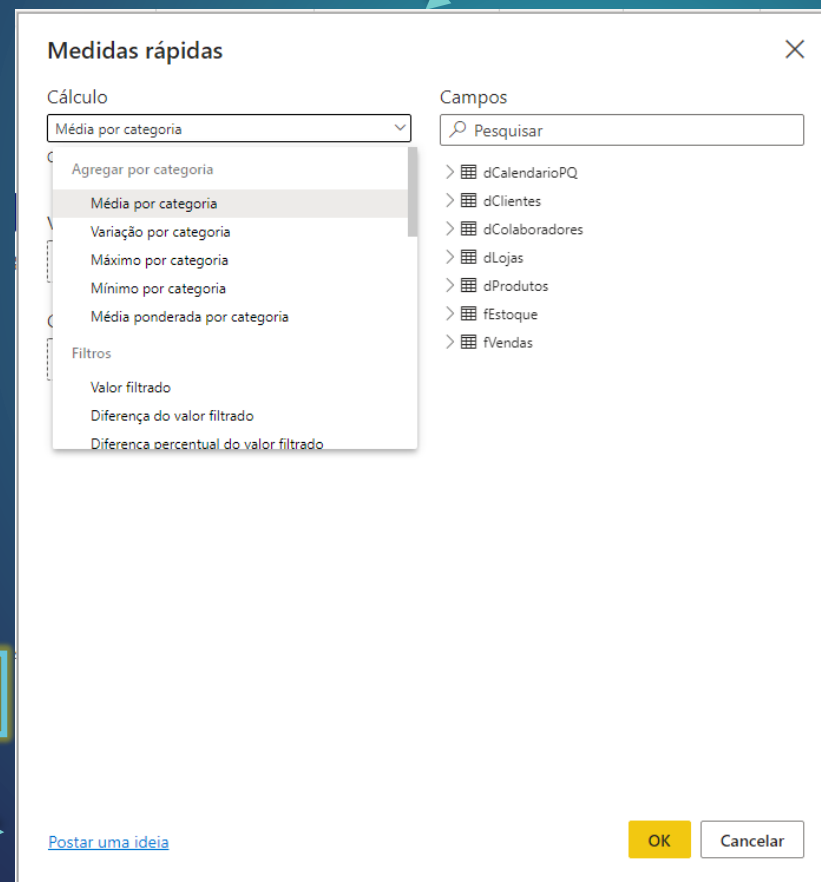 Medidas rápidas
Cálculo
Média por categoria
Agregar por categoria
Média por categoria
Variação por categoria
Máximo por categoria
Mínimo por categoria
Média ponderada por categoria
Filtros
Valor filtrado
Diferença do valor filtrado
Diferença percentual do valor filtrado
Campos
Pesquisar
dCalendarioPQ
dClientes
dColaboradores
dLojas
dProdutos
fEstoque
fVendas
Postar uma ideia
OK
Cancelar